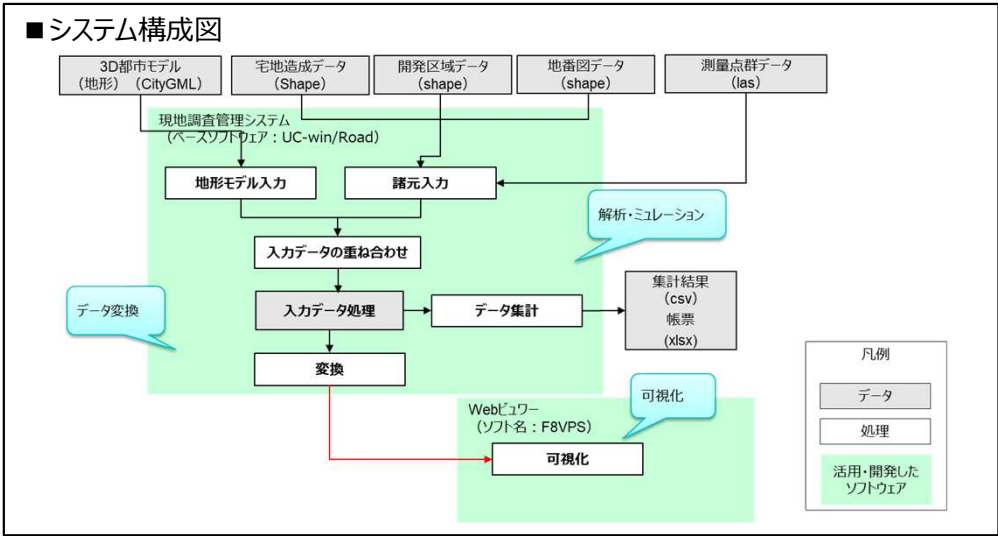 ■システム構成図
3D都市モデル
（地形）（CityGML）
宅地造成データ
（Shape）
開発区域データ
（shape）
地番図データ
（shape）
測量点群データ
（las）
現地調査管理システム
（ベースソフトウェア：UC-win/Road）
地形モデル入力
諸元入力
解析・ミュレーション
入力データの重ね合わせ
データ変換
入力データ処理
データ集計
集計結果
（csv）
帳票
(xlsx)
変換
凡例
データ
処理
活用・開発した
ソフトウェア
可視化
Webビュワー
（ソフト名：F8VPS）
可視化